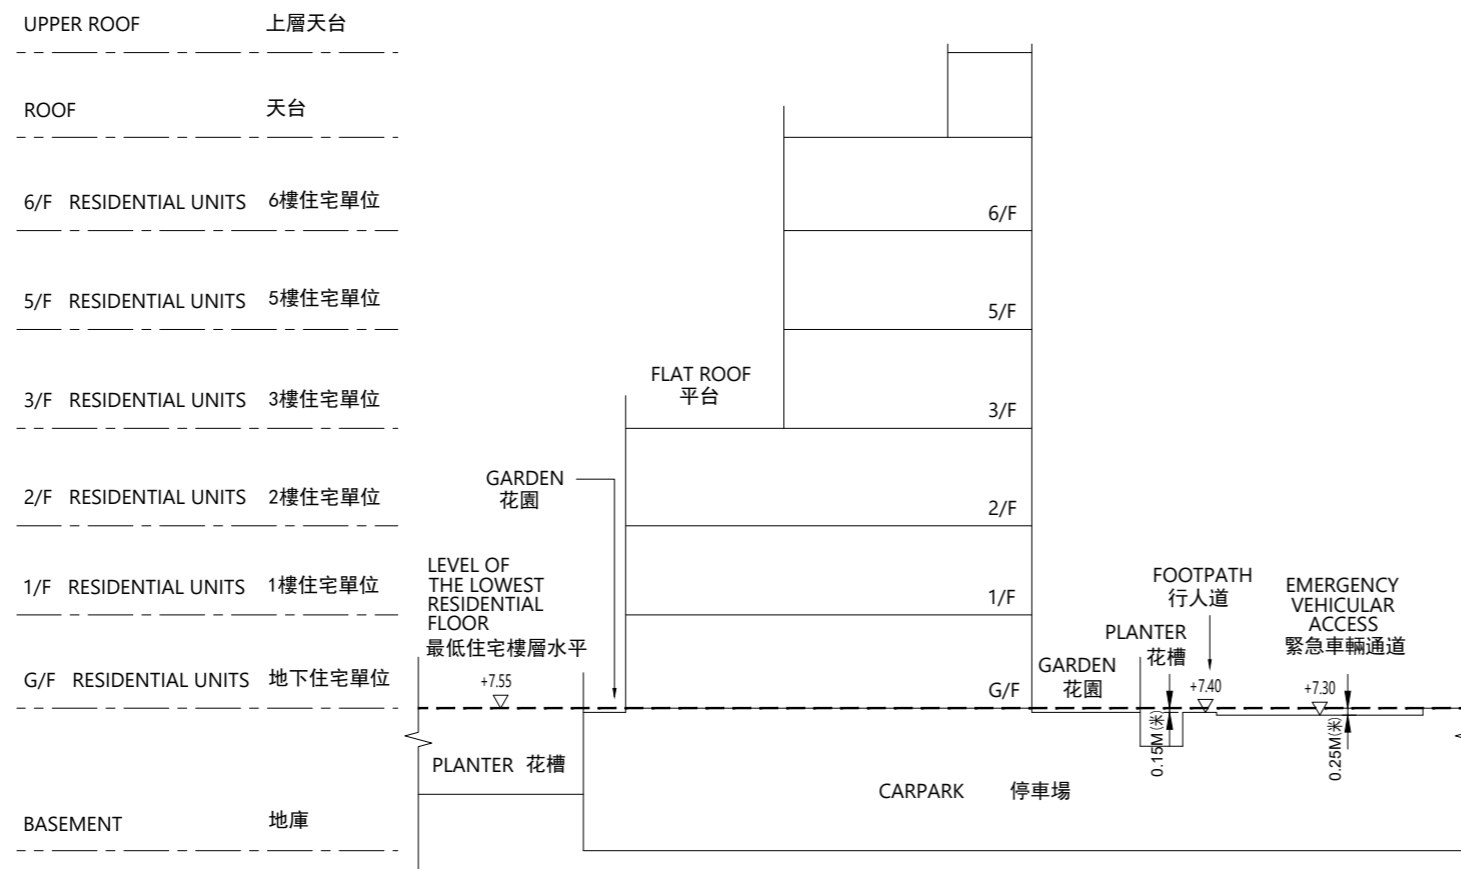 UPPER ROOF 上層天台
ROOF 天台
6/F RESIDENTIAL UNITS 6樓住宅單位
6/F
5/F RESIDENTIAL UNITS 5樓住宅單位
5/F
FLAT ROOF
平台
3/F RESIDENTIAL UNITS 3樓住宅單位
3/F
GARDEN
花園
2/F RESIDENTIAL UNITS 2樓住宅單位
2/F
LEVEL OF
THE LOWEST
RESIDENTIAL
FLOOR
最低住宅樓層水平
+7.55
1/F RESIDENTIAL UNITS 1樓住宅單位
1/F
FOOTPATH
行人道
EMERGENCY
VEHICULAR
ACCESS
緊急車輛通道
PLANTER
花槽
GARDEN
花園
G/F RESIDENTIAL UNITS 地下住宅單位
G/F
+7.40
+7.30
0.15M(米)
0.25M(米)
PLANTER 花槽
CARPARK 停車場
BASEMENT 地庫